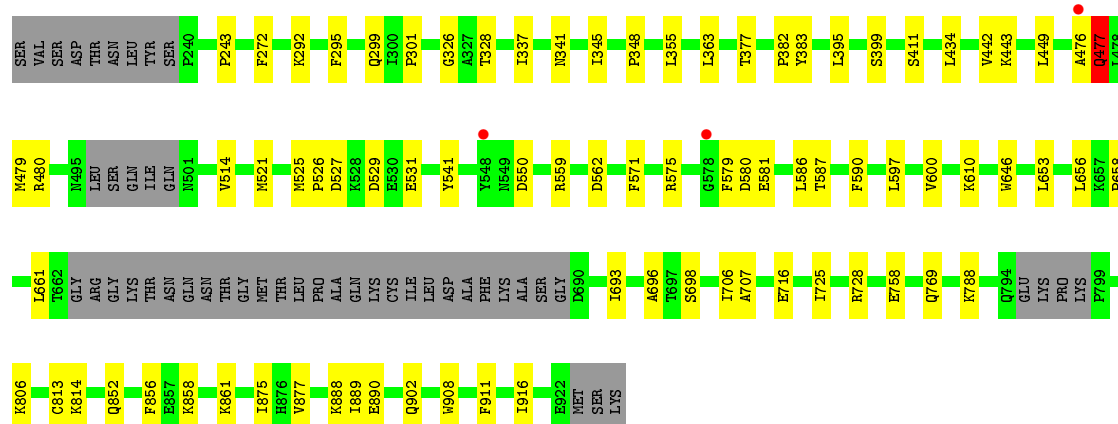 SER VAL SER ASP THR ASN LEU TYR SER P240 P243 F272 K292 F295 Q299 I300 P301 G326 A327 T328 I337 N341 I345 P348 L355 L363 T377 P382 Y383 L395 S399 S411 L434 V442 K443 L449 A476 Q477 L478
M479 R480 N495 LEU SER GLN ILE GLN N501 V514 M521 M525 P526 D527 K528 D529 E530 E531 Y541 Y548 N549 D550 R559 D562 F571 R575 G578 F579 D580 E581 L586 T587 F590 L597 V600 K610 W646 L653 L656 K657 P658
L661 T662 GLY ARG GLY LYS THR ASN GLN ASN THR GLY MET THR LEU PRO ALA GLN LYS CYS ILE LEU ASP ALA PHE LYS ALA SER GLY D690 I693 A696 T697 S698 I706 A707 E716 I725 R728 E758 Q769 K788 Q794 GLU LYS PRO LYS P799
K806 C813 K814 Q852 F856 E857 K858 K861 I875 H876 V877 K888 I889 E890 Q902 W908 F911 I916 E922 MET SER LYS